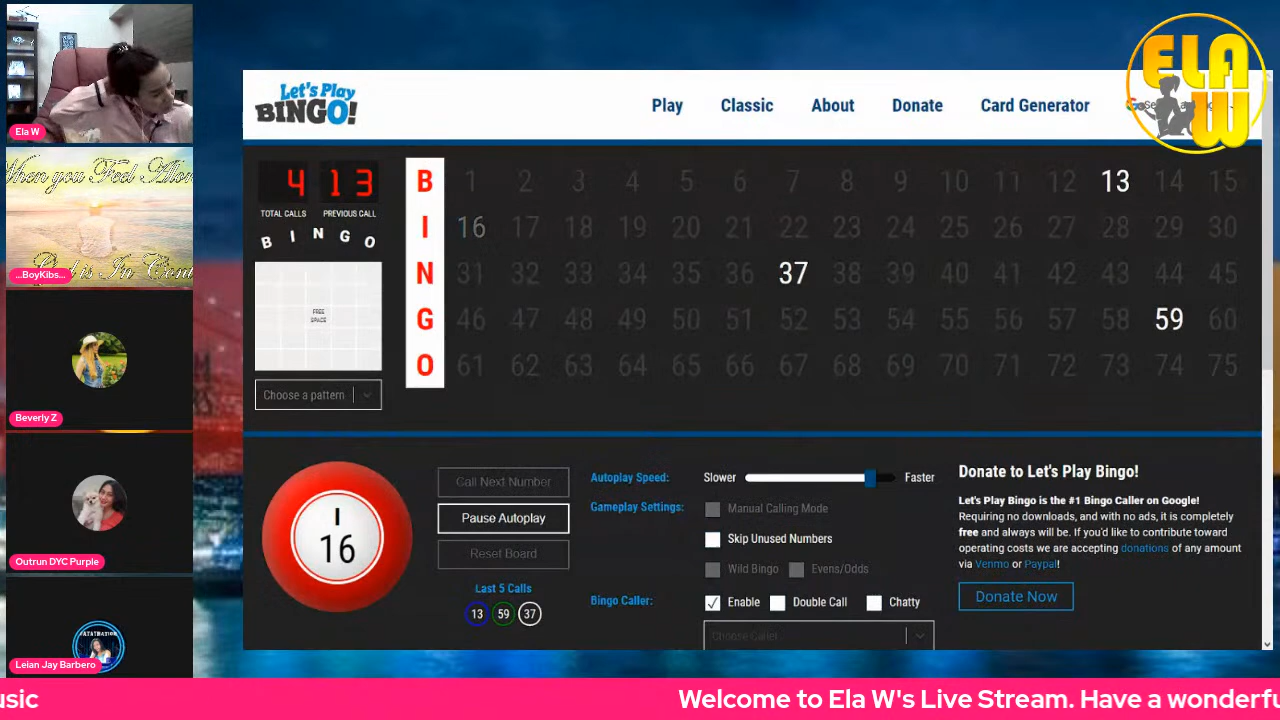 Ela W
When you Feel Alone
...BoyKibs...
Beverly Z
Outrun DYC Purple
Leian Jay Barbero
ELA
W
Let's Play
BINGO!
Play Classic About Donate Card Generator
4 13
TOTAL CALLS PREVIOUS CALL
B I N G O
FREE
SPACE
Choose a pattern
B 1 2 3 4 5 6 7 8 9 10 11 12 13 14 15
I 16 17 18 19 20 21 22 23 24 25 26 27 28 29 30
N 31 32 33 34 35 36 37 38 39 40 41 42 43 44 45
G 46 47 48 49 50 51 52 53 54 55 56 57 58 59 60
O 61 62 63 64 65 66 67 68 69 70 71 72 73 74 75
I
16
Call Next Number
Pause Autoplay
Reset Board
Last 5 Calls
13 59 37
Autoplay Speed: Slower Faster
Gameplay Settings: Manual Calling Mode
Skip Unused Numbers
Wild Bingo Evens/Odds
Bingo Caller: Enable Double Call Chatty
Choose Caller
Donate to Let's Play Bingo!
Let's Play Bingo is the #1 Bingo Caller on Google!
Requiring no downloads, and with no ads, it is completely
free and always will be. If you'd like to contribute toward
operating costs we are accepting donations of any amount
via Venmo or Paypal!
Donate Now
usic Welcome to Ela W's Live Stream. Have a wonderfu